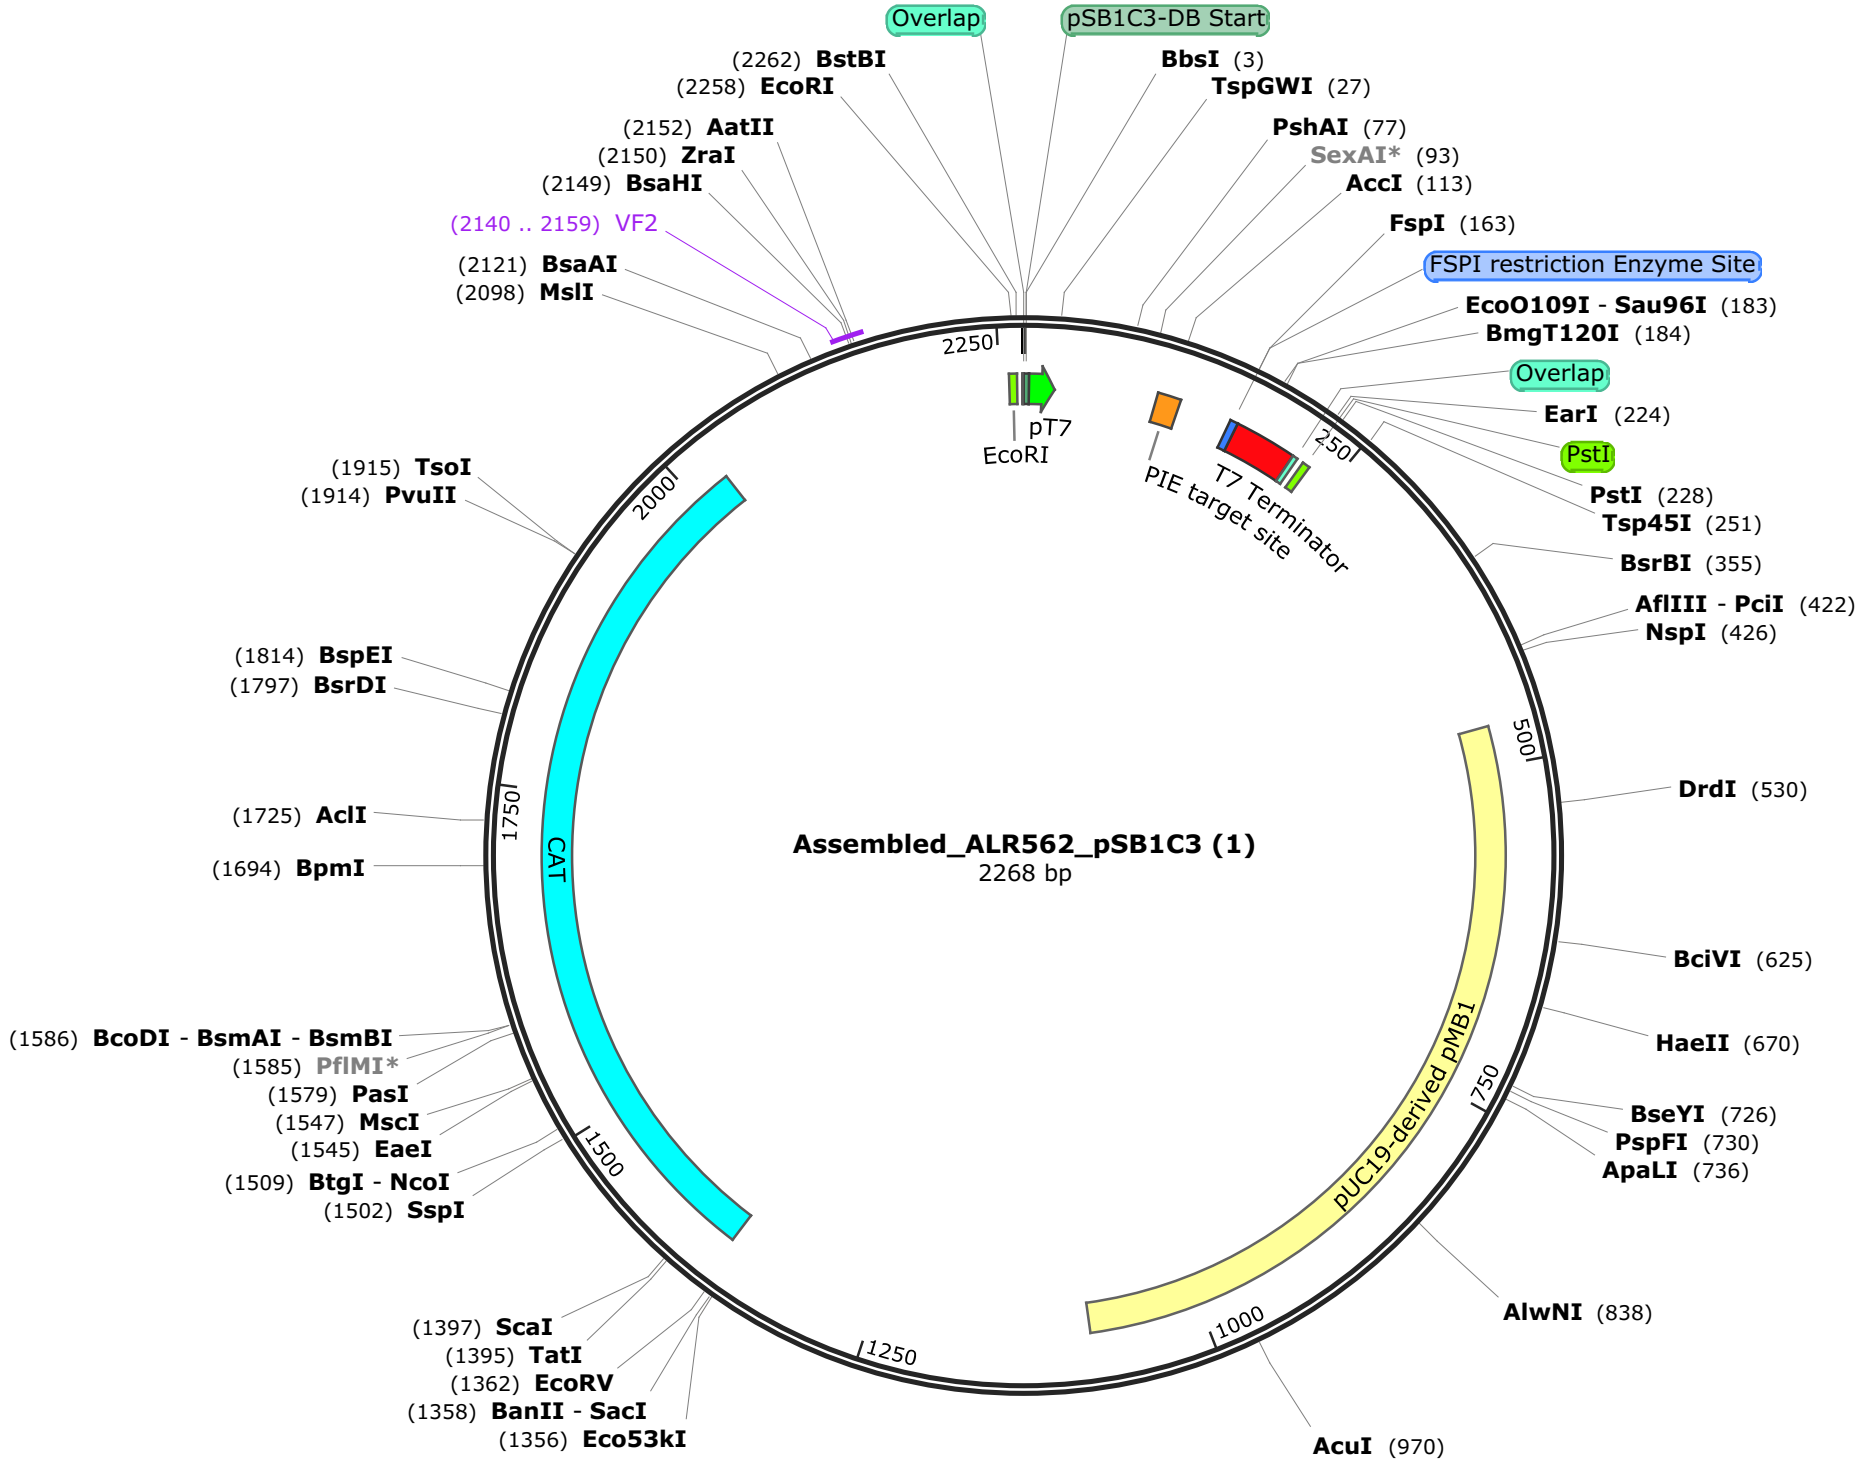 Overlap
pSB1C3-DB Start
(2262) BstBI
(2258) EcoRI
(2152) AatII
(2150) ZraI
(2149) BsaHI
(2140 .. 2159) VF2
(2121) BsaAI
(2098) MslI
BbsI (3)
TspGWI (27)
PshAI (77)
SexAI* (93)
AccI (113)
FspI (163)
FSPI restriction Enzyme Site
EcoO109I - Sau96I (183)
BmgT120I (184)
Overlap
EarI (224)
PstI
PstI (228)
Tsp45I (251)
BsrBI (355)
AflIII - PciI (422)
NspI (426)
DrdI (530)
BciVI (625)
HaeII (670)
BseYI (726)
PspFI (730)
ApaLI (736)
AlwNI (838)
AcuI (970)
(1915) TsoI
(1914) PvuII
(1814) BspEI
(1797) BsrDI
(1725) AclI
(1694) BpmI
(1586) BcoDI - BsmAI - BsmBI
(1585) PflMI*
(1579) PasI
(1547) MscI
(1545) EaeI
(1509) BtgI - NcoI
(1502) SspI
(1397) ScaI
(1395) TatI
(1362) EcoRV
(1358) BanII - SacI
(1356) Eco53kI
2250
250
500
750
1000
1250
1500
1750
2000
EcoRI
pT7
PIE target site
T7 Terminator
pUC19-derived pMB1
CAT
Assembled_ALR562_pSB1C3 (1)
2268 bp